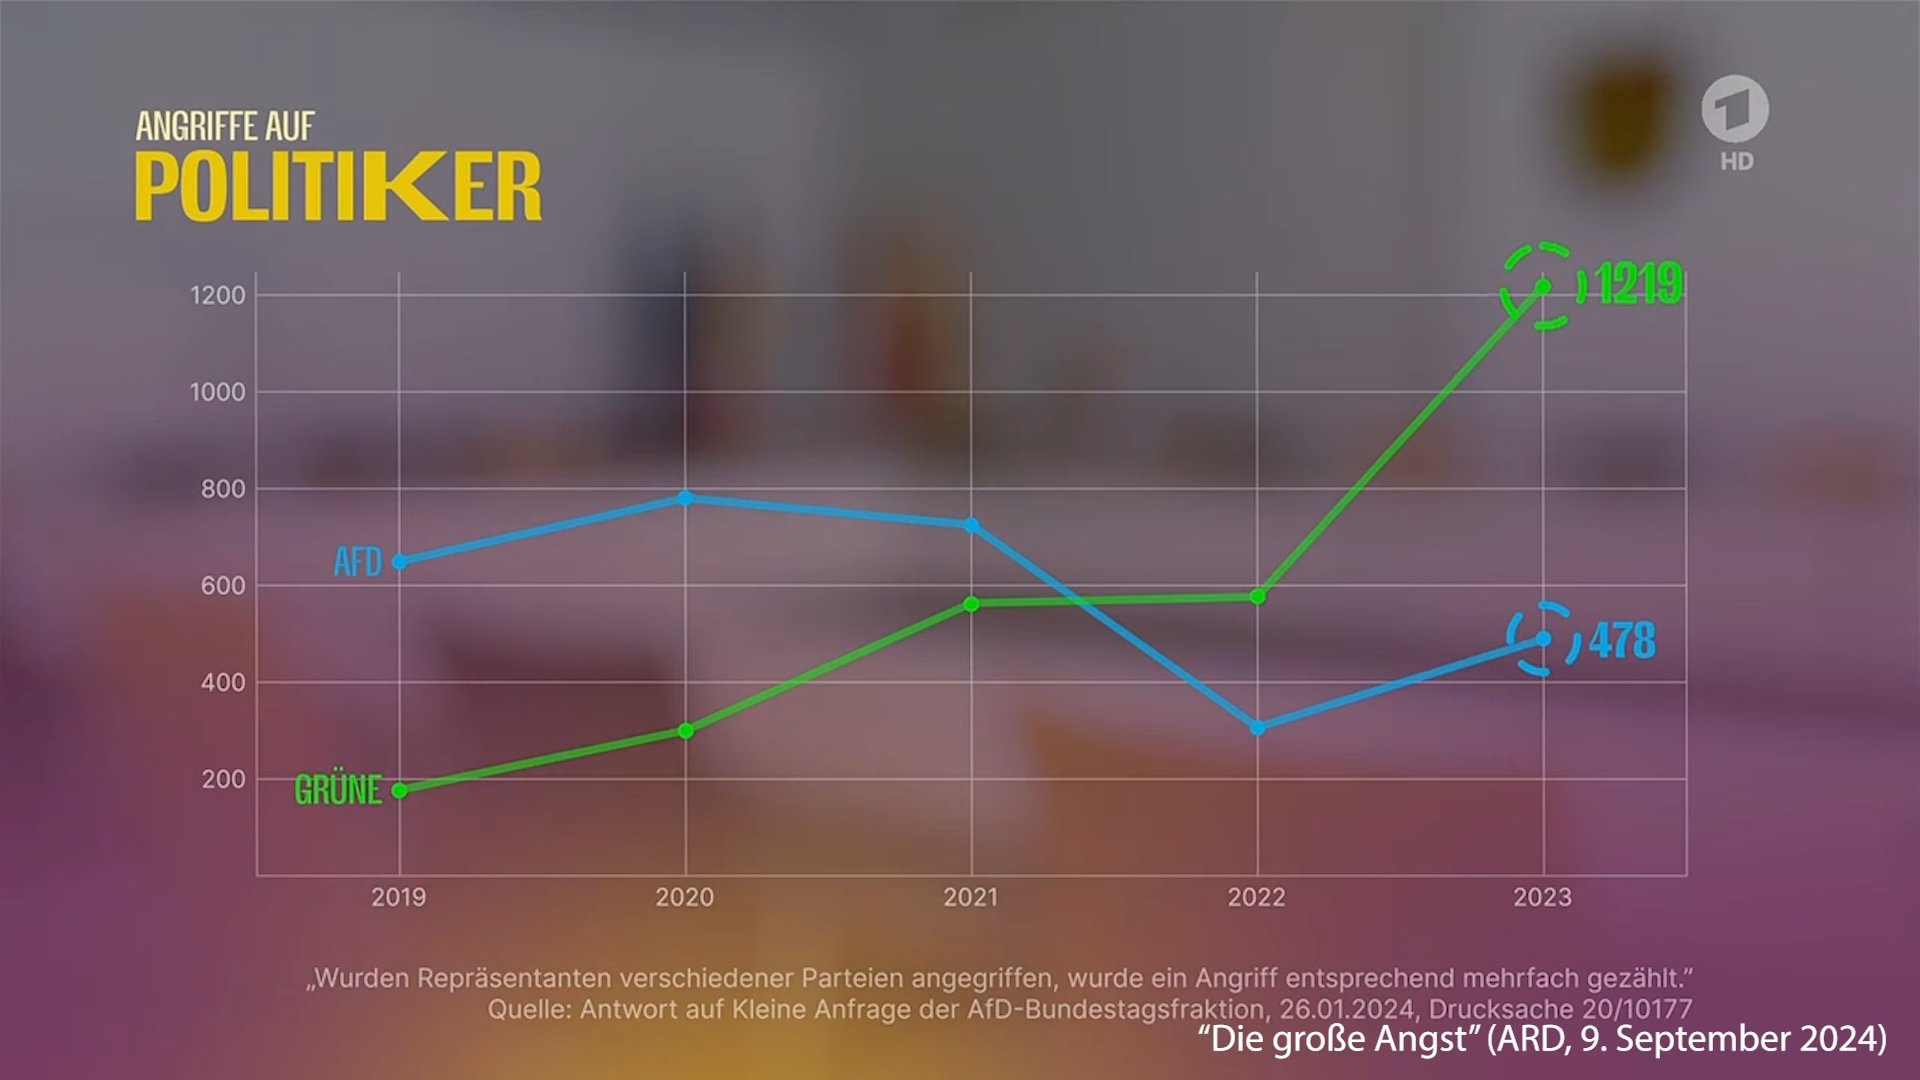 ANGRIFFE AUF
POLITIKER
HD
1200
1000
800
600
400
200
1219
478
AFD
GRÜNE
2019 2020 2021 2022 2023
„Wurden Repräsentanten verschiedener Parteien angegriffen, wurde ein Angriff entsprechend mehrfach gezählt.”
Quelle: Antwort auf Kleine Anfrage der AfD-Bundestagsfraktion, 26.01.2024, Drucksache 20/10177
“Die große Angst” (ARD, 9. September 2024)